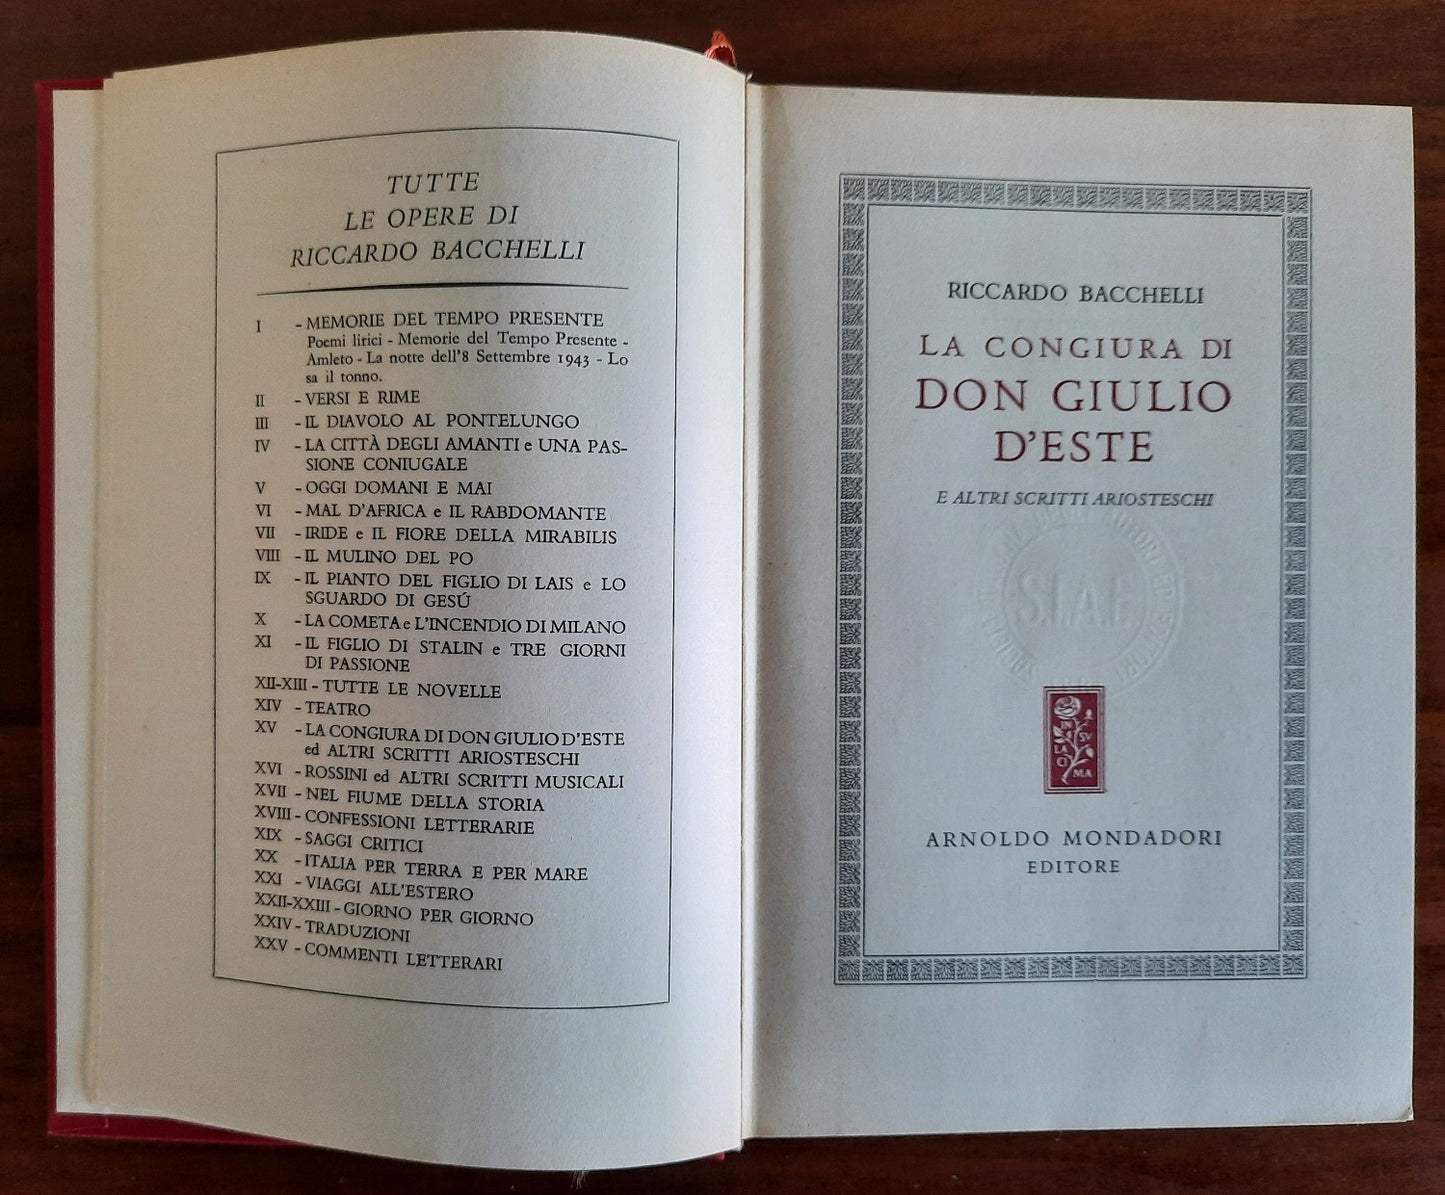 TUTTE
LE OPERE DI
RICCARDO BACCHELLI
I - MEMORIE DEL TEMPO PRESENTE
Poemi lirici - Memorie del Tempo Presente -
Amleto - La notte dell'8 Settembre 1943 - Lo
sa il tonno.
II - VERSI E RIME
III - IL DIAVOLO AL PONTELUNGO
IV - LA CITTÀ DEGLI AMANTI e UNA PAS-
SIONE CONIUGALE
V - OGGI DOMANI E MAI
VI - MAL D'AFRICA e IL RABDOMANTE
VII - IRIDE e IL FIORE DELLA MIRABILIS
VIII - IL MULINO DEL PO
IX - IL PIANTO DEL FIGLIO DI LAIS e LO
SGUARDO DI GESÚ
X - LA COMETA e L'INCENDIO DI MILANO
XI - IL FIGLIO DI STALIN e TRE GIORNI
DI PASSIONE
XII-XIII - TUTTE LE NOVELLE
XIV - TEATRO
XV - LA CONGIURA DI DON GIULIO D'ESTE
ed ALTRI SCRITTI ARIOSTESCHI
XVI - ROSSINI ed ALTRI SCRITTI MUSICALI
XVII - NEL FIUME DELLA STORIA
XVIII - CONFESSIONI LETTERARIE
XIX - SAGGI CRITICI
XX - ITALIA PER TERRA E PER MARE
XXI - VIAGGI ALL'ESTERO
XXII-XXIII - GIORNO PER GIORNO
XXIV - TRADUZIONI
XXV - COMMENTI LETTERARI
RICCARDO BACCHELLI
LA CONGIURA DI
DON GIULIO
D'ESTE
E ALTRI SCRITTI ARIOSTESCHI
S.I.A.E.
IN
SU
LA
CI
MA
ARNOLDO MONDADORI
EDITORE